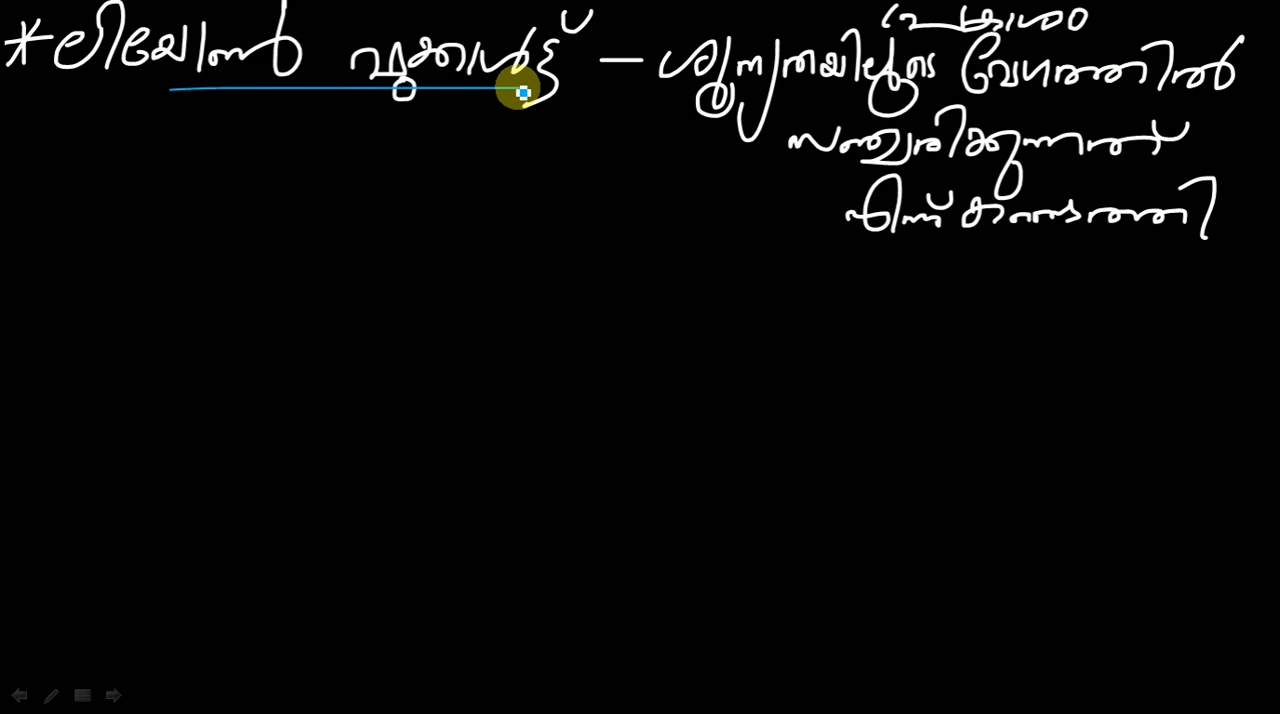 പ്രകാശം
*ലിയോൺ ഫുക്കാൾട്ട് – ശൂന്യതയിലൂടെ വേഗത്തിൽ
സഞ്ചരിക്കുന്നത്
എന്ന് കണ്ടെത്തി